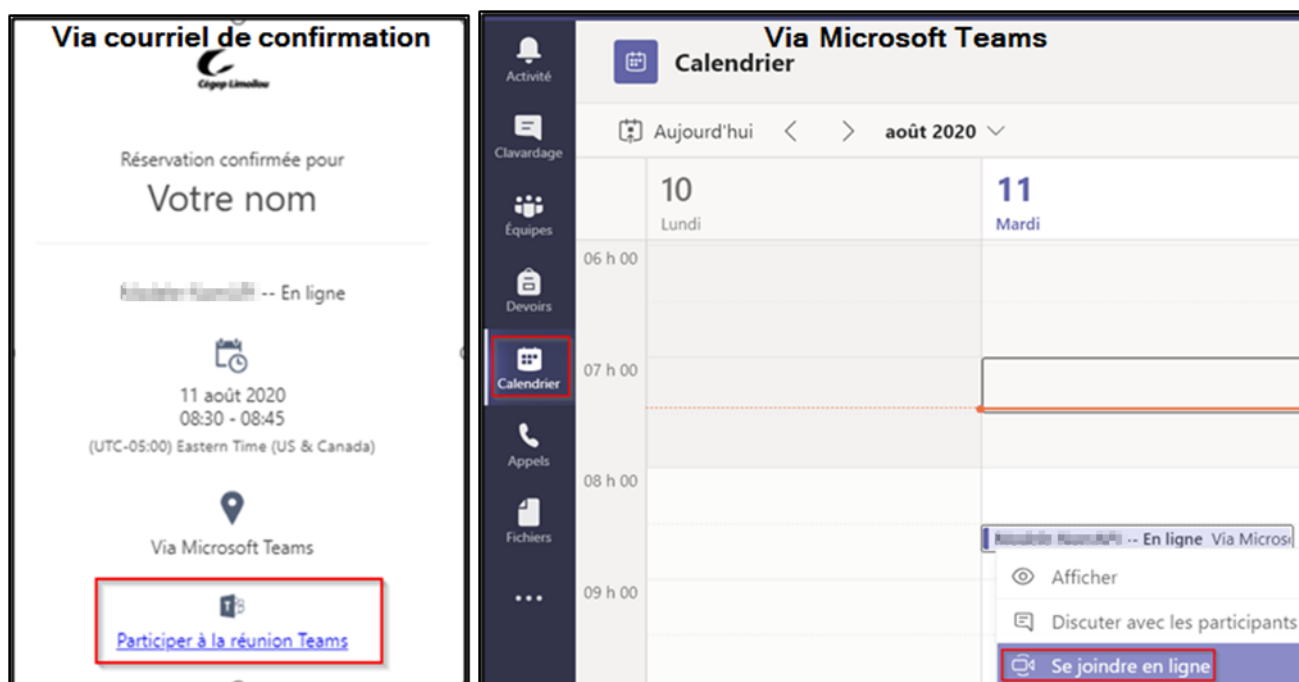 Via courriel de confirmation
Cégep Limoilou
Réservation confirmée pour
Votre nom
-- En ligne
11 août 2020
08:30 - 08:45
(UTC-05:00) Eastern Time (US & Canada)
Via Microsoft Teams
Participer à la réunion Teams
Via Microsoft Teams
Activité
Clavardage
Équipes
Devoirs
Calendrier
Appels
Fichiers
Calendrier
Aujourd'hui
août 2020
10
Lundi
11
Mardi
06 h 00
07 h 00
08 h 00
-- En ligne Via Micros
09 h 00
Afficher
Discuter avec les participants
Se joindre en ligne